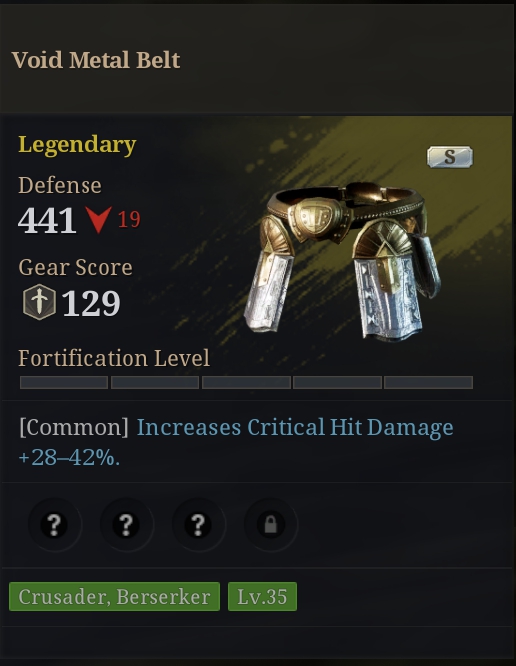 Void Metal Belt
Legendary
S
Defense
441 19
Gear Score
129
Fortification Level
[Common] Increases Critical Hit Damage
+28–42%.
? ? ?
Crusader, Berserker Lv.35